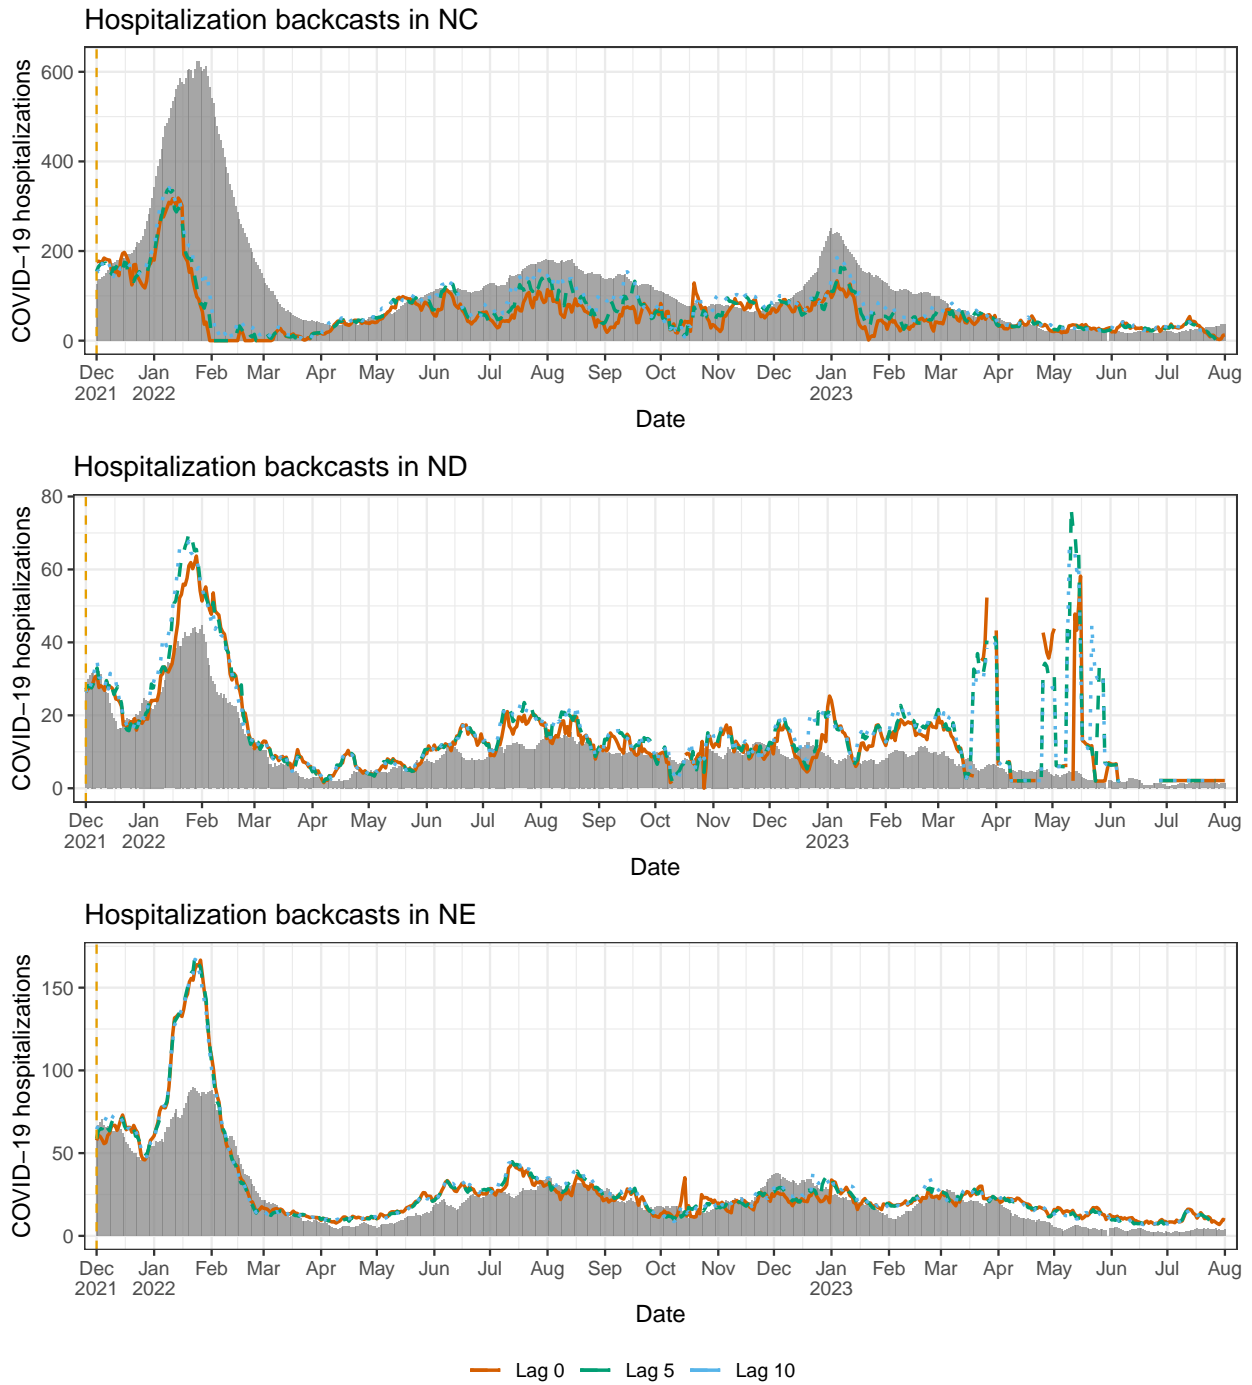 Hospitalization backcasts in NC
COVID−19 hospitalizations
600
400
200
0
Dec Jan Feb Mar Apr May Jun Jul Aug Sep Oct Nov Dec Jan Feb Mar Apr May Jun Jul Aug
2021 2022 2023
Date
Hospitalization backcasts in ND
COVID−19 hospitalizations
80
60
40
20
0
Dec Jan Feb Mar Apr May Jun Jul Aug Sep Oct Nov Dec Jan Feb Mar Apr May Jun Jul Aug
2021 2022 2023
Date
Hospitalization backcasts in NE
COVID−19 hospitalizations
150
100
50
0
Dec Jan Feb Mar Apr May Jun Jul Aug Sep Oct Nov Dec Jan Feb Mar Apr May Jun Jul Aug
2021 2022 2023
Date
Lag 0 Lag 5 Lag 10